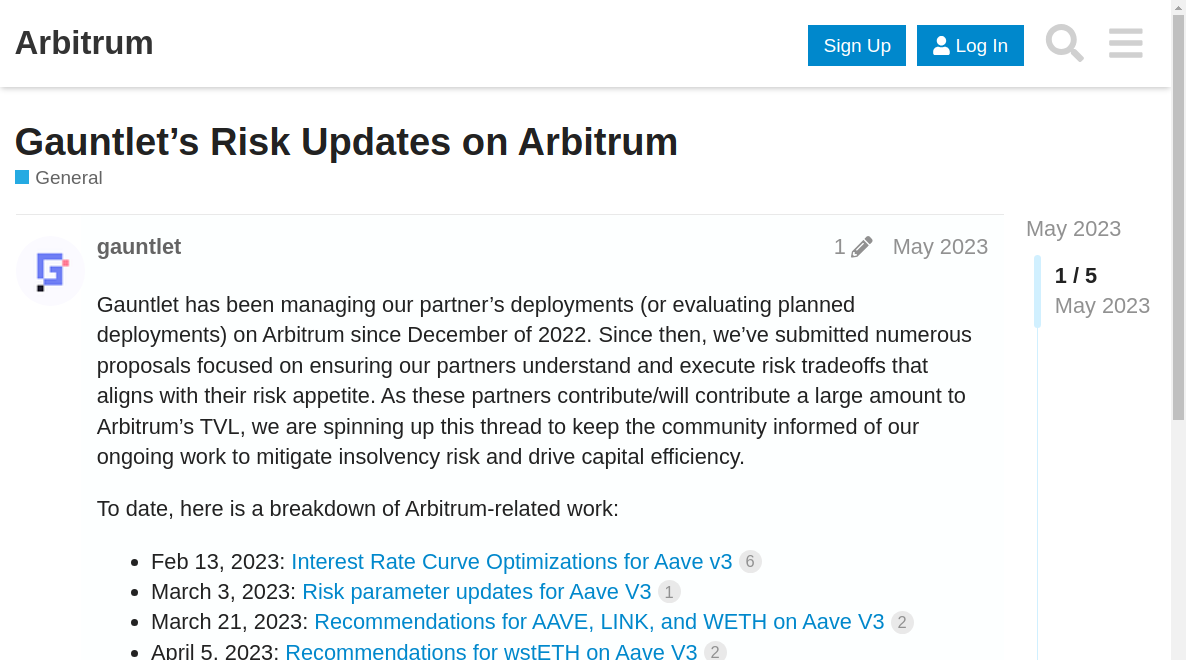 Arbitrum
Sign Up
Log In
Gauntlet’s Risk Updates on Arbitrum
General
gauntlet
1
May 2023
May 2023
1 / 5
May 2023
Gauntlet has been managing our partner’s deployments (or evaluating planned
deployments) on Arbitrum since December of 2022. Since then, we’ve submitted numerous
proposals focused on ensuring our partners understand and execute risk tradeoffs that
aligns with their risk appetite. As these partners contribute/will contribute a large amount to
Arbitrum’s TVL, we are spinning up this thread to keep the community informed of our
ongoing work to mitigate insolvency risk and drive capital efficiency.
To date, here is a breakdown of Arbitrum-related work:
Feb 13, 2023: Interest Rate Curve Optimizations for Aave v3 6
March 3, 2023: Risk parameter updates for Aave V3 1
March 21, 2023: Recommendations for AAVE, LINK, and WETH on Aave V3 2
April 5, 2023: Recommendations for wstETH on Aave V3 2